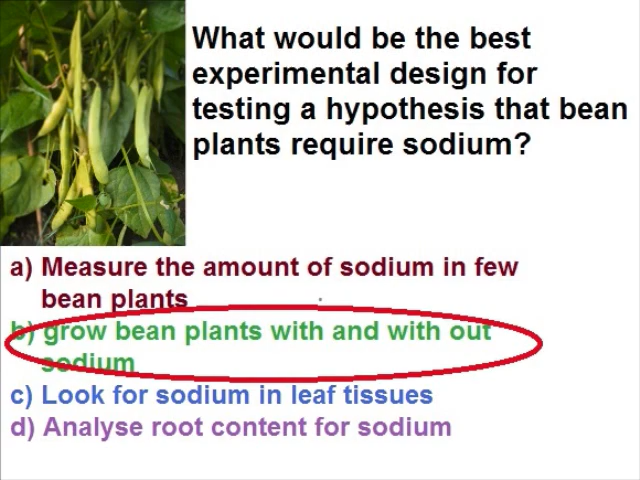 What would be the best
experimental design for
testing a hypothesis that bean
plants require sodium?
a) Measure the amount of sodium in few
bean plants
b) grow bean plants with and with out
sodium
c) Look for sodium in leaf tissues
d) Analyse root content for sodium